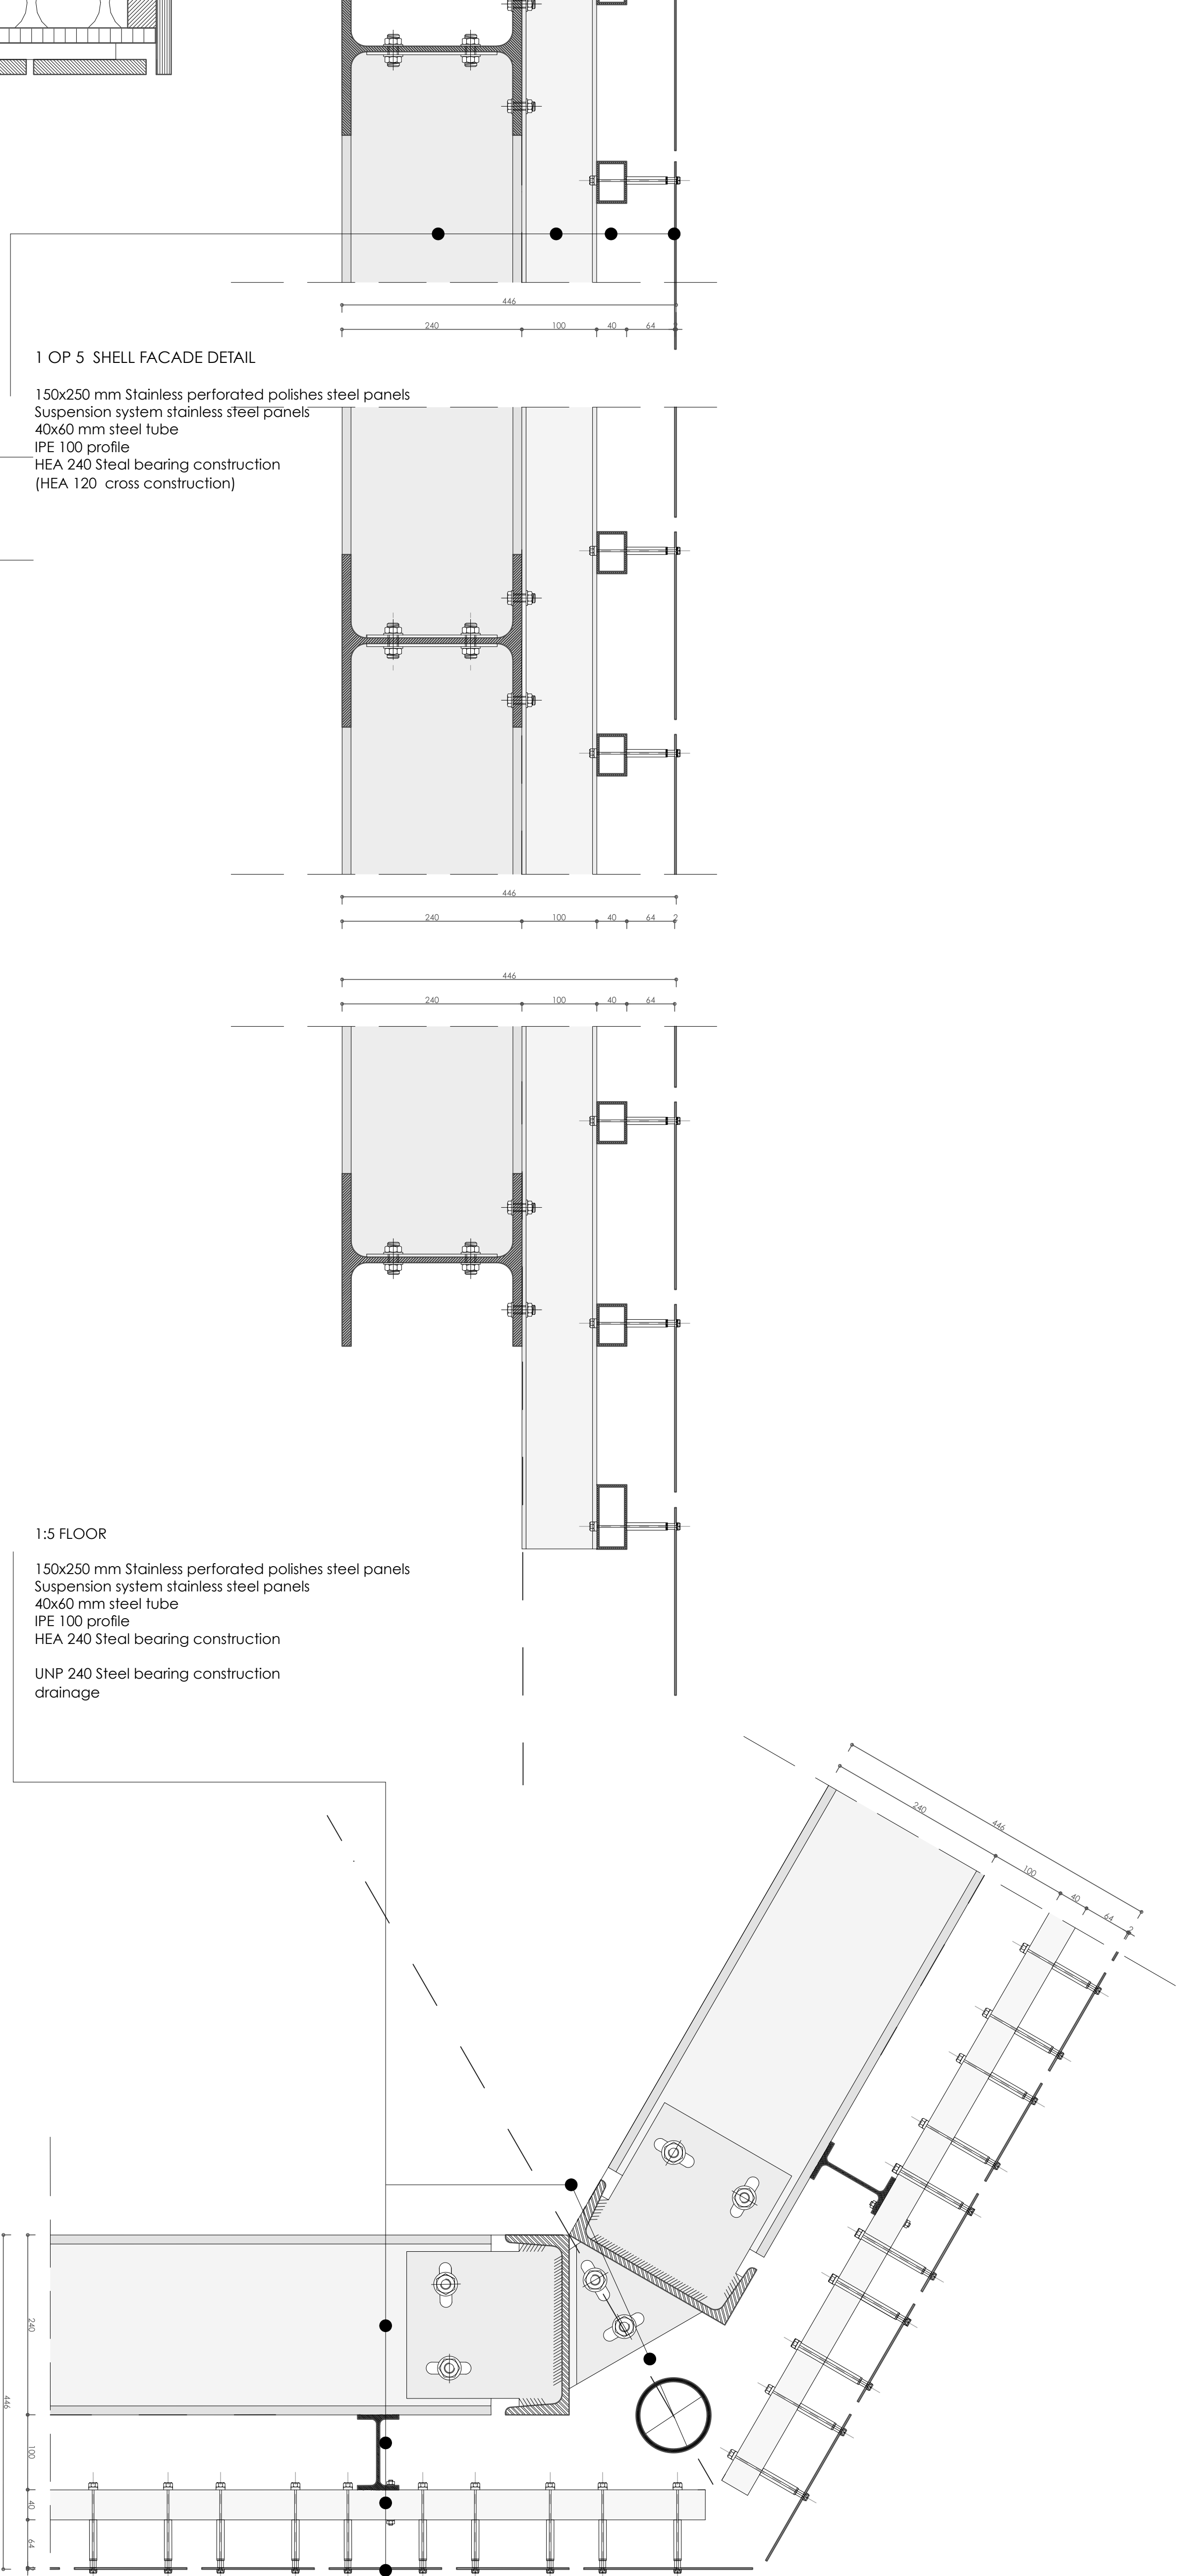 446
240 100 40 64
1 OP 5  SHELL FACADE DETAIL
150x250 mm Stainless perforated polishes steel panels
Suspension system stainless steel panels
40x60 mm steel tube
IPE 100 profile
HEA 240 Steal bearing construction
(HEA 120  cross construction)
446
240 100 40 64 2
446
240 100 40 64
1:5 FLOOR
150x250 mm Stainless perforated polishes steel panels
Suspension system stainless steel panels
40x60 mm steel tube
IPE 100 profile
HEA 240 Steal bearing construction
UNP 240 Steel bearing construction
drainage
446
240 100 40 64 2
446
240 100 40 64